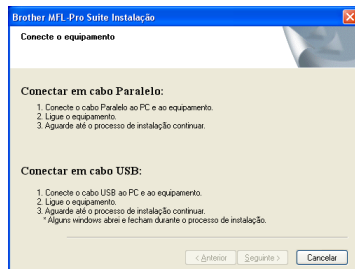 Brother MFL-Pro Suite Instalação
Conecte o equipamento
Conectar em cabo Paralelo:
1. Conecte o cabo Paralelo ao PC e ao equipamento.
2. Ligue o equipamento.
3. Aguarde até o processo de instalação continuar.
Conectar em cabo USB:
1. Conecte o cabo USB ao PC e ao equipamento.
2. Ligue o equipamento.
3. Aguarde até o processo de instalação continuar.
* Alguns windows abrei e fecham durante o processo de instalação.
< Anterior Seguinte > Cancelar